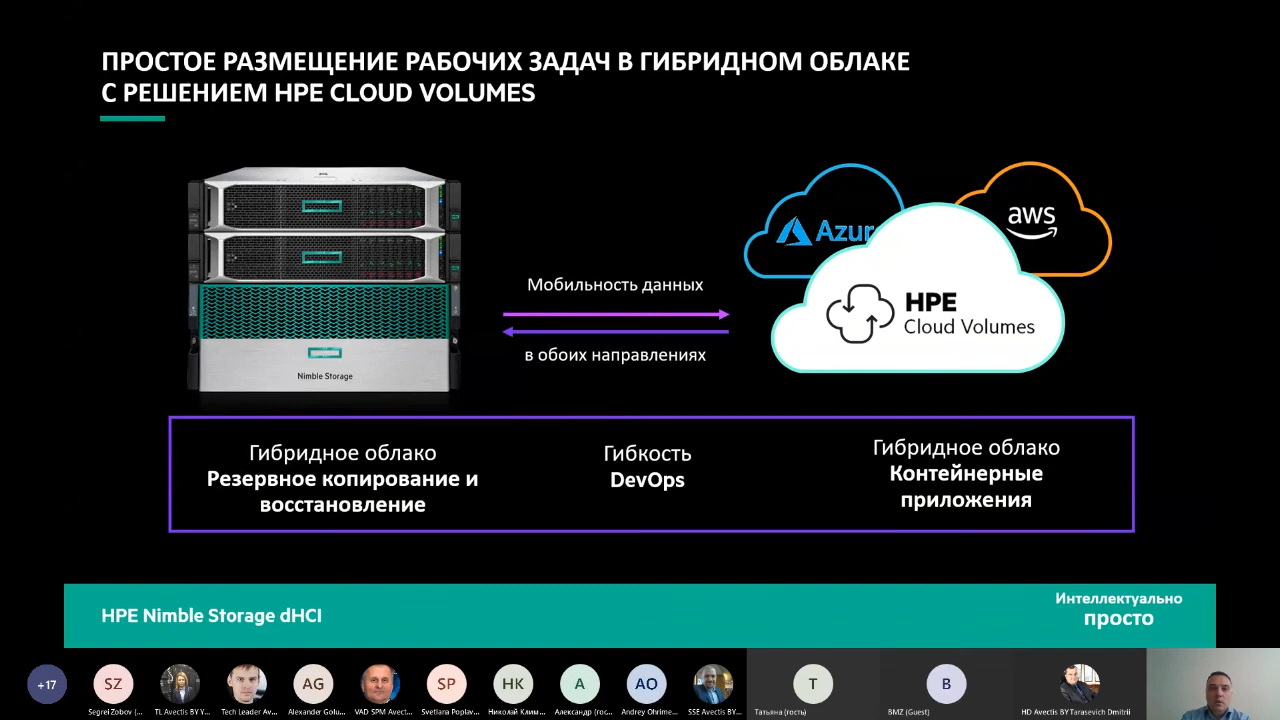 ПРОСТОЕ РАЗМЕЩЕНИЕ РАБОЧИХ ЗАДАЧ В ГИБРИДНОМ ОБЛАКЕ
С РЕШЕНИЕМ HPE CLOUD VOLUMES
Azure
aws
HPE
Cloud Volumes
Мобильность данных
в обоих направлениях
Nimble Storage
Гибридное облако
Резервное копирование и
восстановление
Гибкость
DevOps
Гибридное облако
Контейнерные
приложения
HPE Nimble Storage dHCI
Интеллектуально
просто
+17
SZ
AG
SP
НК
А
AO
Т
B
Segrei Zobov (...
TL Avectis BY Y...
Tech Leader Av...
Alexander Golu...
VAD SPM Avect...
Svetlana Poplav...
Николай Клим...
Александр (гос...
Andrey Ohrime...
SSE Avectis BY...
Татьяна (гость)
BMZ (Guest)
HD Avectis BY Tarasevich Dmitrii